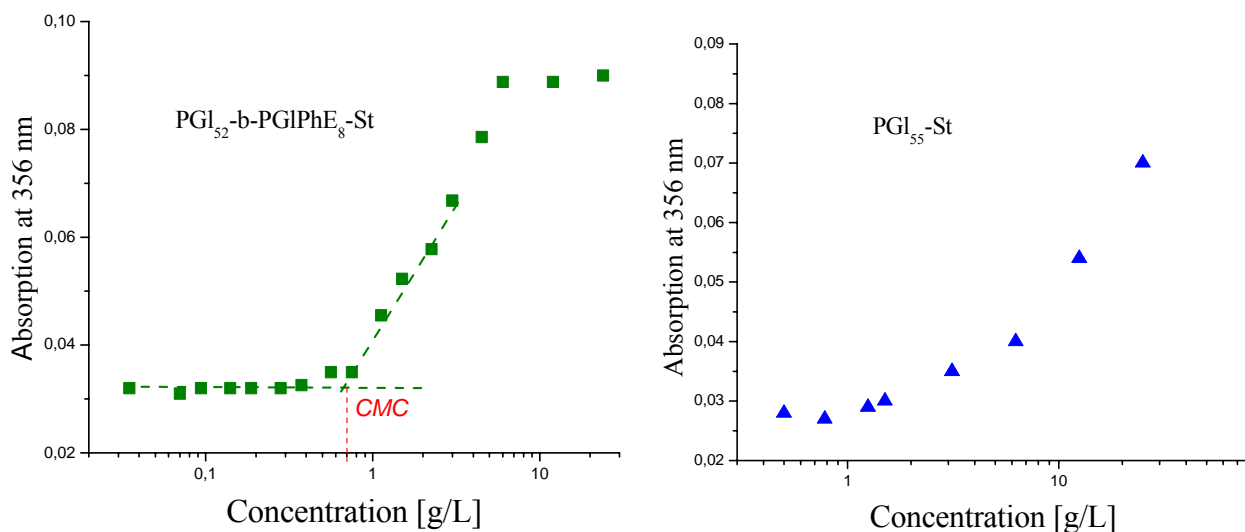 0,10
0,08
0,06
0,04
0,02
Absorption at 356 nm
PGl52-b-PGlPhE8-St
CMC
0,1
1
10
Concentration [g/L]
0,09
0,08
0,07
0,06
0,05
0,04
0,03
0,02
Absorption at 356 nm
PGl55-St
1
10
Concentration [g/L]